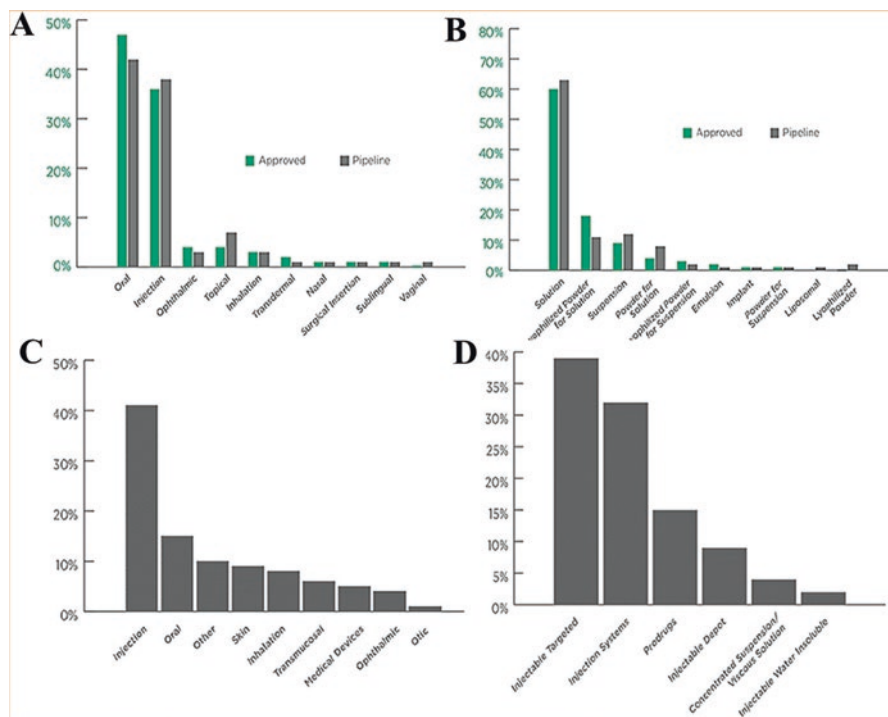 A
50%
40%
30%
20%
10%
0%
Approved
Pipeline
Oral
Injection
Ophthalmic
Topical
Inhalation
Transdermal
Nasal
Surgical Insertion
Sublingual
Vaginal
B
80%
70%
60%
50%
40%
30%
20%
10%
0%
Approved
Pipeline
Solution
yophilized Powder
for Solution
Suspension
Powder for
Solution
ophilized Powder
for Suspension
Emulsion
Implant
Powder for
Suspension
Liposomal
Lyophilized
Powder
C
50%
40%
30%
20%
10%
0%
Injection
Oral
Other
Skin
Inhalation
Transmucosal
Medical Devices
Ophthalmic
Otic
D
40%
35%
30%
25%
20%
15%
10%
5%
0%
Injectable Targeted
Injection Systems
Prodrugs
Injectable Depot
Concentrated Suspension/
Viscous Solution
Injectable Water Insoluble